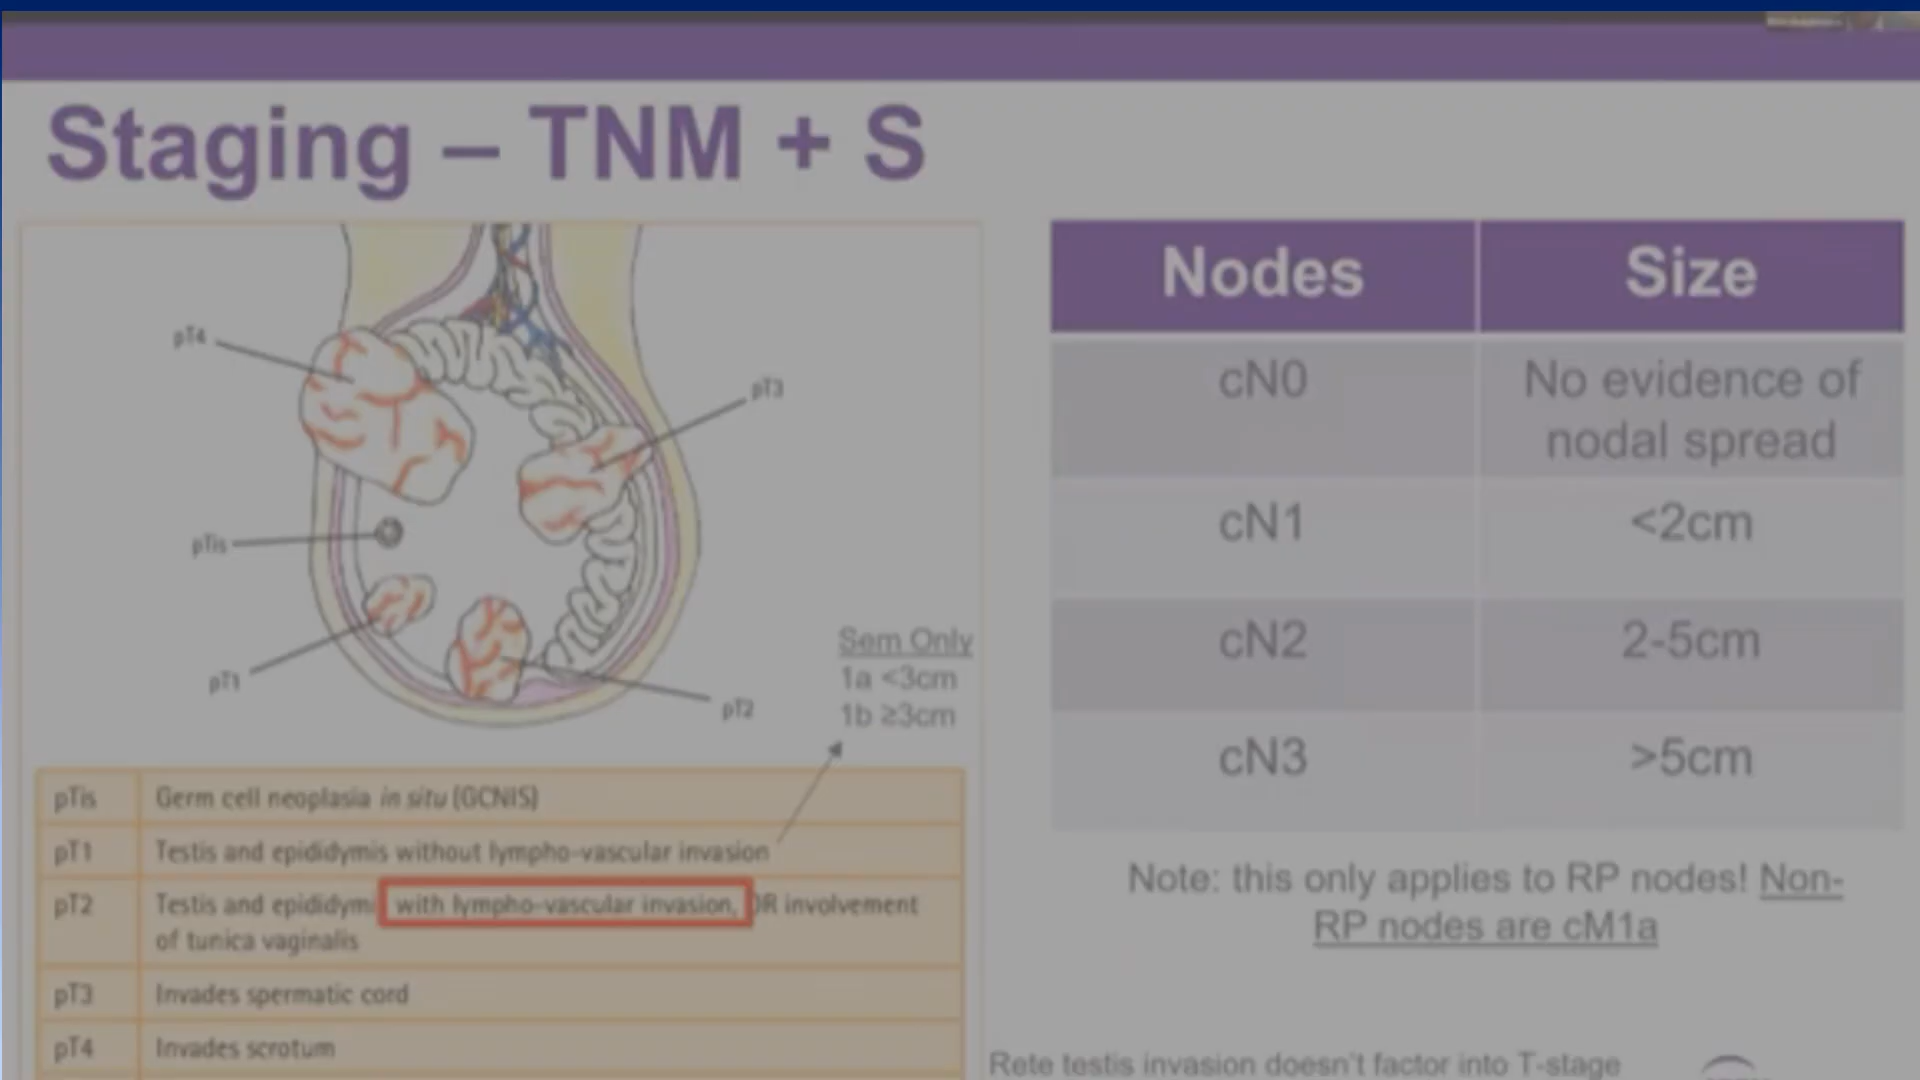 Staging – TNM + S
pT4
pT3
pTis
pT1
pT2
Sem Only
1a <3cm
1b ≥3cm
pTis Germ cell neoplasia in situ (GCNIS)
pT1 Testis and epididymis without lympho-vascular invasion
pT2 Testis and epididymi with lympho-vascular invasion, OR involvement
of tunica vaginalis
pT3 Invades spermatic cord
pT4 Invades scrotum
Nodes Size
cN0 No evidence of
nodal spread
cN1 <2cm
cN2 2-5cm
cN3 >5cm
Note: this only applies to RP nodes! Non-
RP nodes are cM1a
Rete testis invasion doesn't factor into T-stage